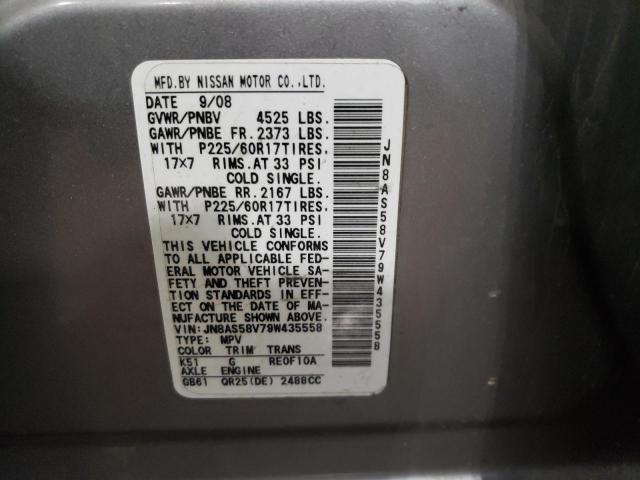 MFD.BY NISSAN MOTOR CO.,LTD.
DATE 9/08
GVWR/PNBV 4525 LBS.
GAWR/PNBE FR. 2373 LBS.
WITH P225/60R17TIRES.
17x7 RIMS.AT 33 PSI
COLD SINGLE.
GAWR/PNBE RR. 2167 LBS.
WITH P225/60R17TIRES.
17x7 RIMS.AT 33 PSI
COLD SINGLE.
THIS VEHICLE CONFORMS
TO ALL APPLICABLE FED-
ERAL MOTOR VEHICLE SA-
FETY AND THEFT PREVEN-
TION STANDARDS IN EFF-
ECT ON THE DATE OF MA-
NUFACTURE SHOWN ABOVE.
VIN: JN8AS58V79W435558
TYPE: MPV
COLOR TRIM TRANS
K51 G RE0F10A
AXLE ENGINE
GB61 QR25(DE) 2488CC
JN8AS58V79W435558